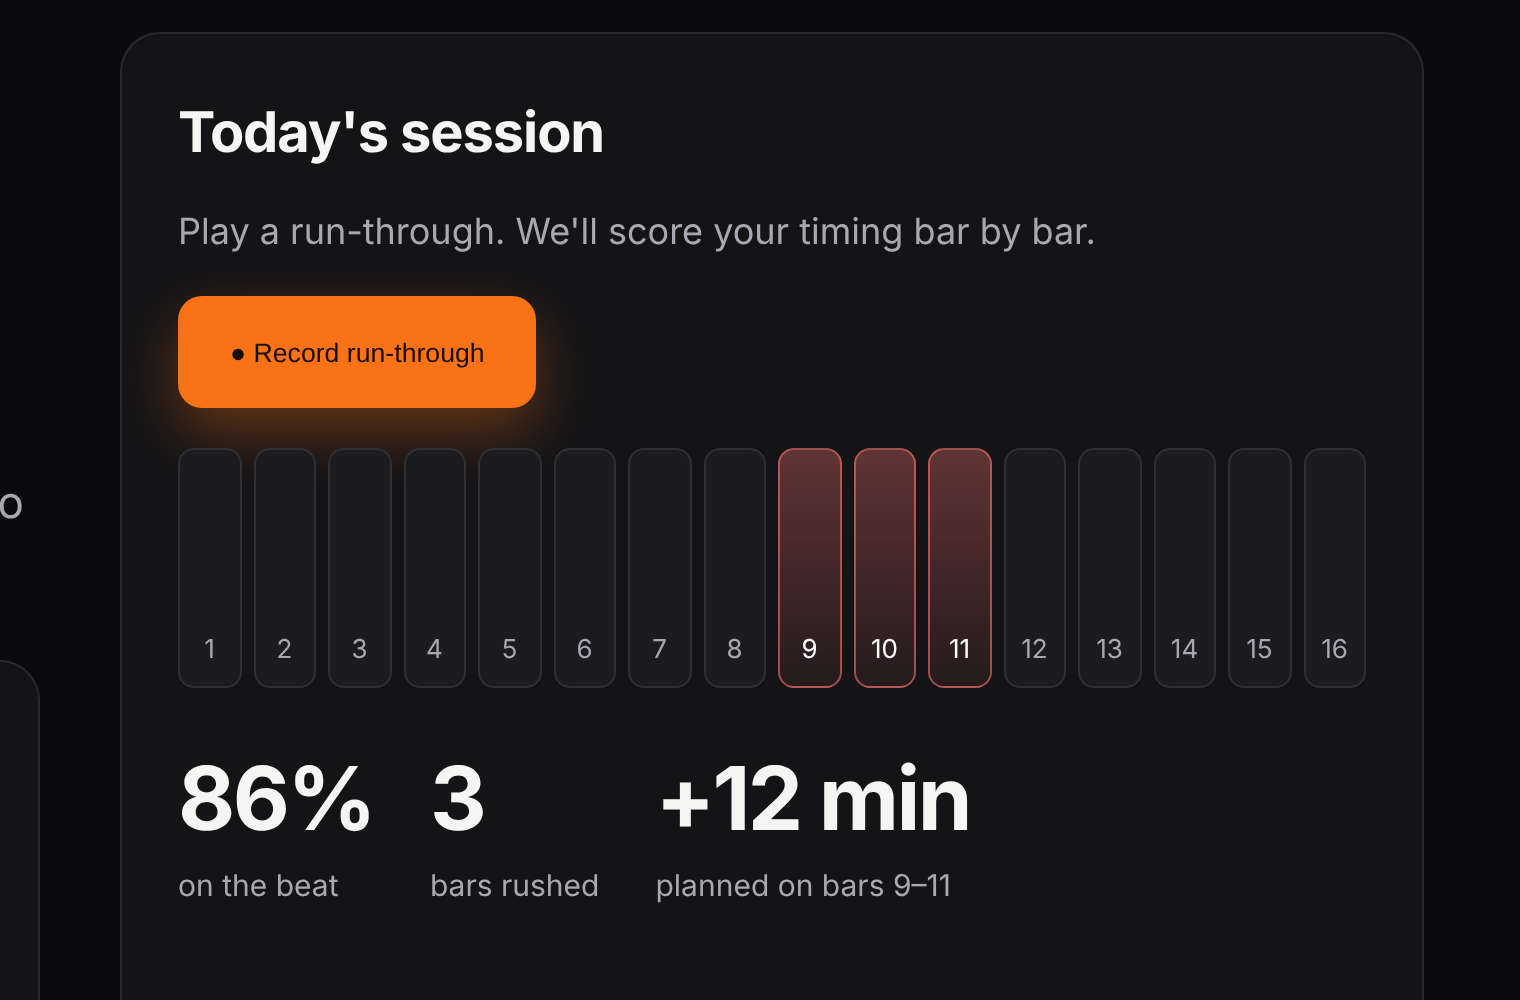 Today's session
Play a run-through. We'll score your timing bar by bar.
● Record run-through
o
1 2 3 4 5 6 7 8 9 10 11 12 13 14 15 16
86% 3 +12 min
on the beat bars rushed planned on bars 9–11